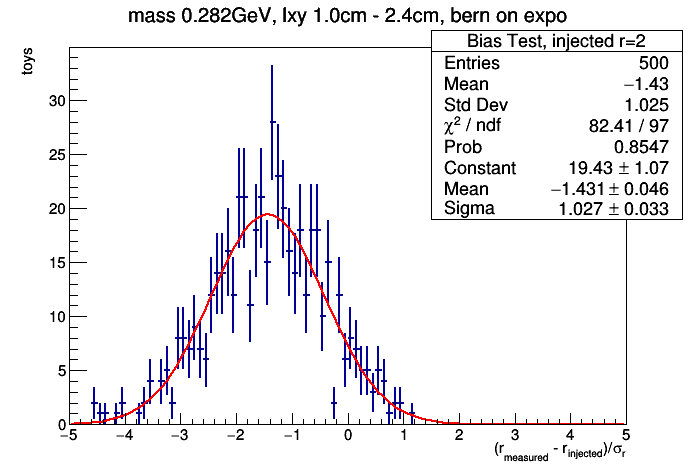 mass 0.282GeV, lxy 1.0cm - 2.4cm, bern on expo
toys
Bias Test, injected r=2
Entries 500
Mean −1.43
Std Dev 1.025
χ² / ndf 82.41 / 97
Prob 0.8547
Constant 19.43 ± 1.07
Mean −1.431 ± 0.046
Sigma 1.027 ± 0.033
30
25
20
15
10
5
0
−5 −4 −3 −2 −1 0 1 2 3 4 5
(r_measured - r_injected)/σ_r